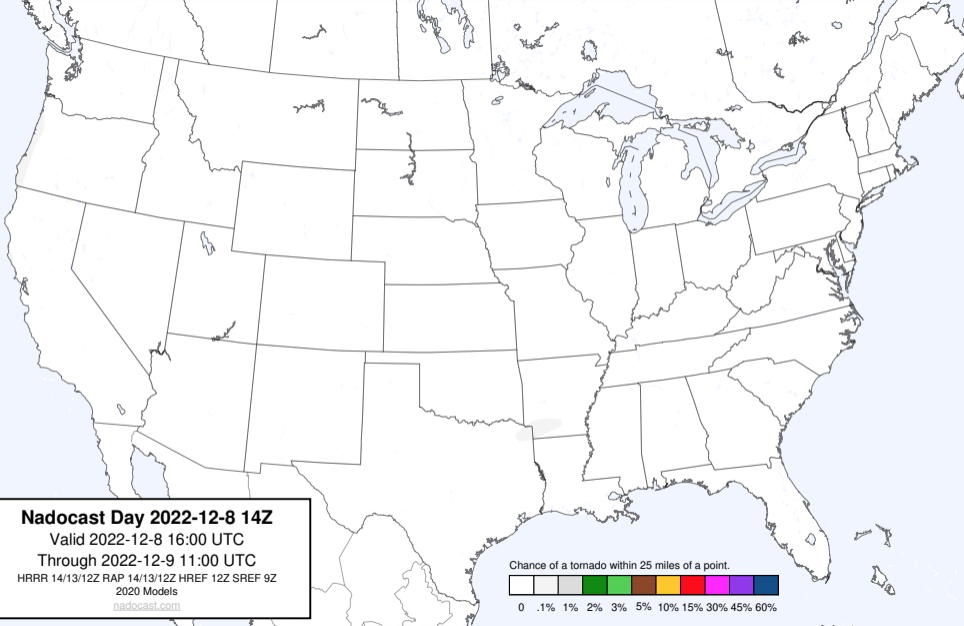 Nadocast Day 2022-12-8 14Z
Valid 2022-12-8 16:00 UTC
Through 2022-12-9 11:00 UTC
HRRR 14/13/12Z RAP 14/13/12Z HREF 12Z SREF 9Z
2020 Models
nadocast.com
Chance of a tornado within 25 miles of a point.
0 .1% 1% 2% 3% 5% 10% 15% 30% 45% 60%